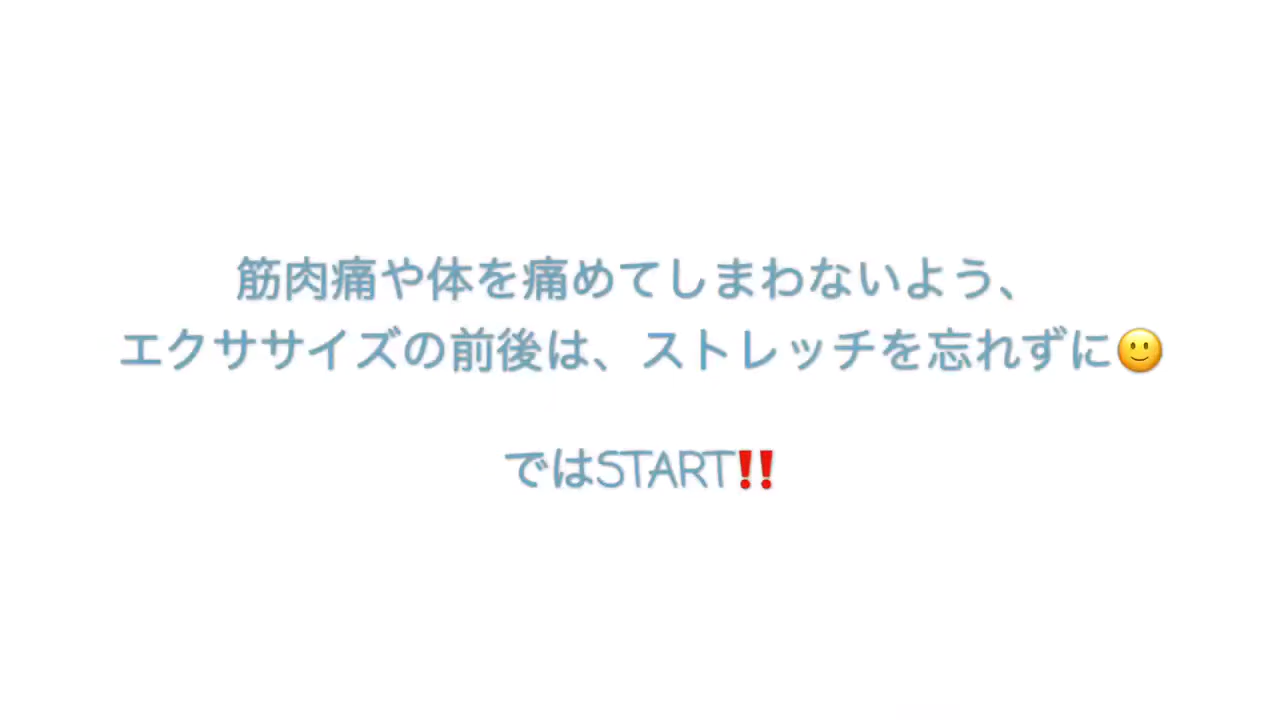 筋肉痛や体を痛めてしまわないよう、
エクササイズの前後は、ストレッチを忘れずに🙂
ではSTART‼️